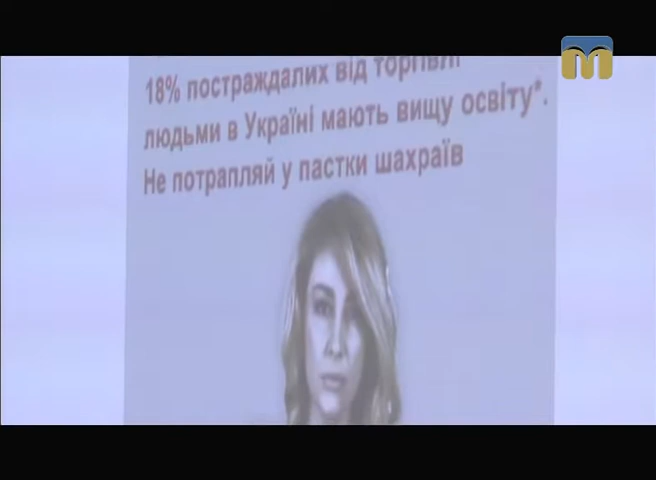 18% постраждалих від торгівлі
людьми в Україні мають вищу освіту*.
Не потрапляй у пастки шахраїв